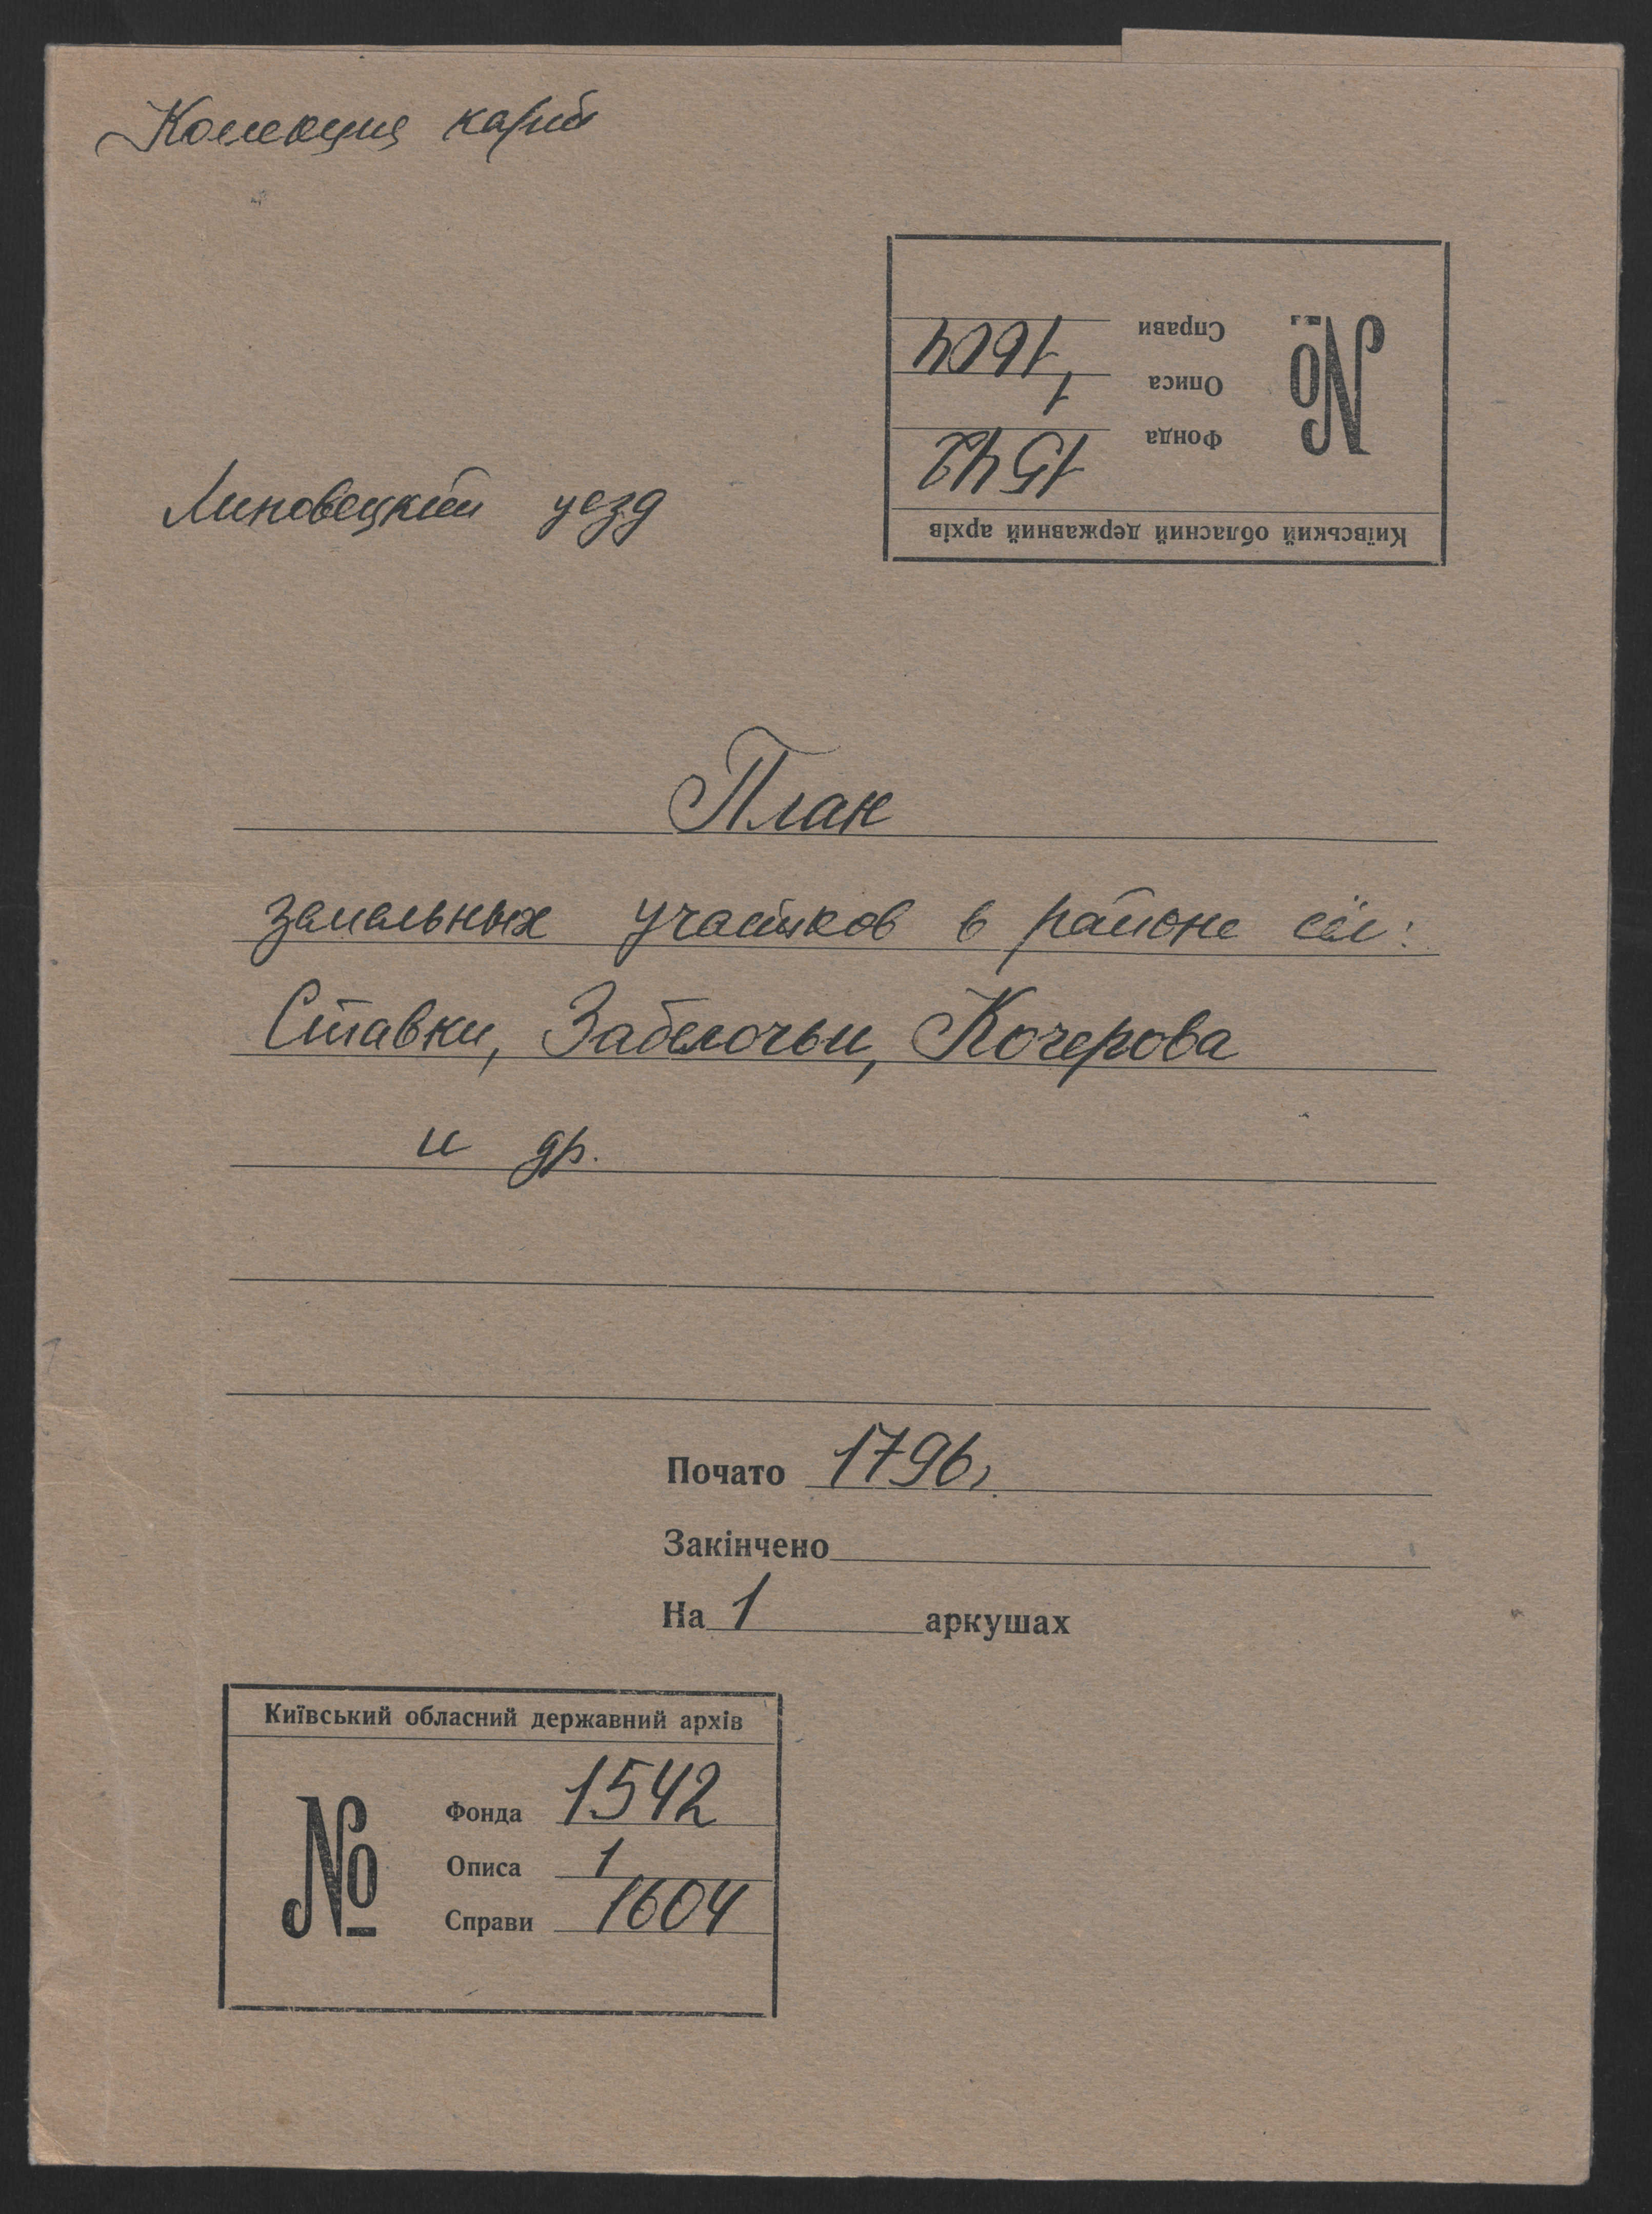 Коллекция карт
Справи 1604
Описа 1
Фонда 1542
№
Київський обласний державний архів
Липовецкий уезд
План
земельных участков в районе сёл:
Ставки, Забелочьи, Кочерова
и др.
Почато 1796г.
Закінчено
На 1 аркушах
Київський обласний державний архів
№
Фонда 1542
Описа 1
Справи 1604